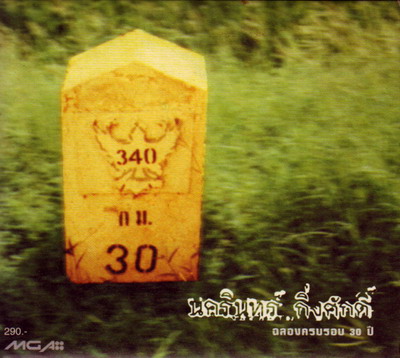 340
ก ม.
30
นครินทร์ กิ่งศักดิ์
ฉลองครบรอบ 30 ปี
290.-
MGA